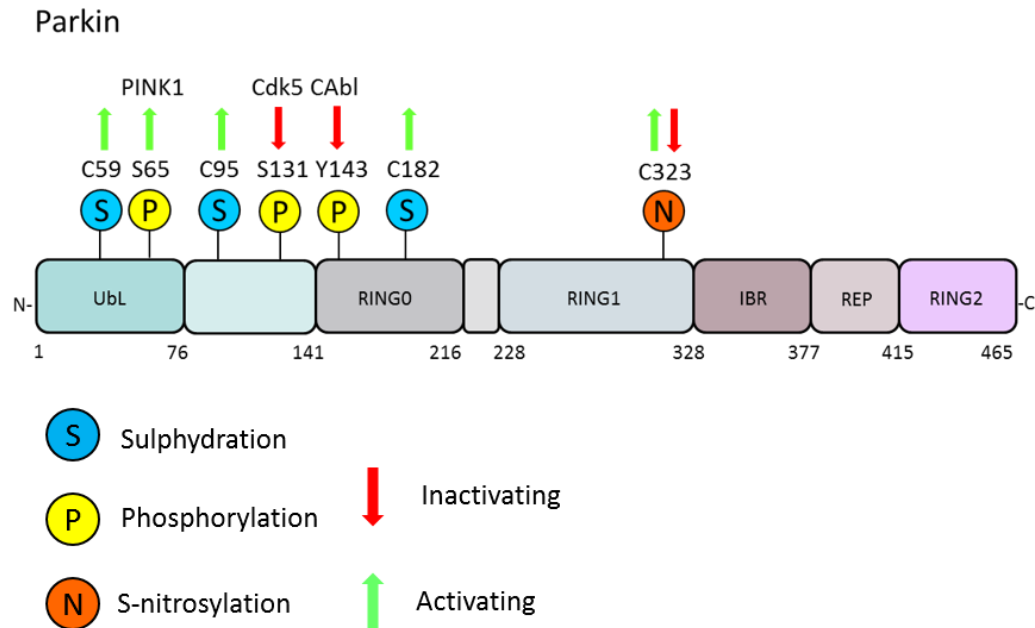 Parkin
PINK1 Cdk5 CAbl
C59 S65 C95 S131 Y143 C182 C323
S P S P P S N
N- UbL RING0 RING1 IBR REP RING2 -C
1 76 141 216 228 328 377 415 465
S Sulphydration
Inactivating
P Phosphorylation
N S-nitrosylation Activating